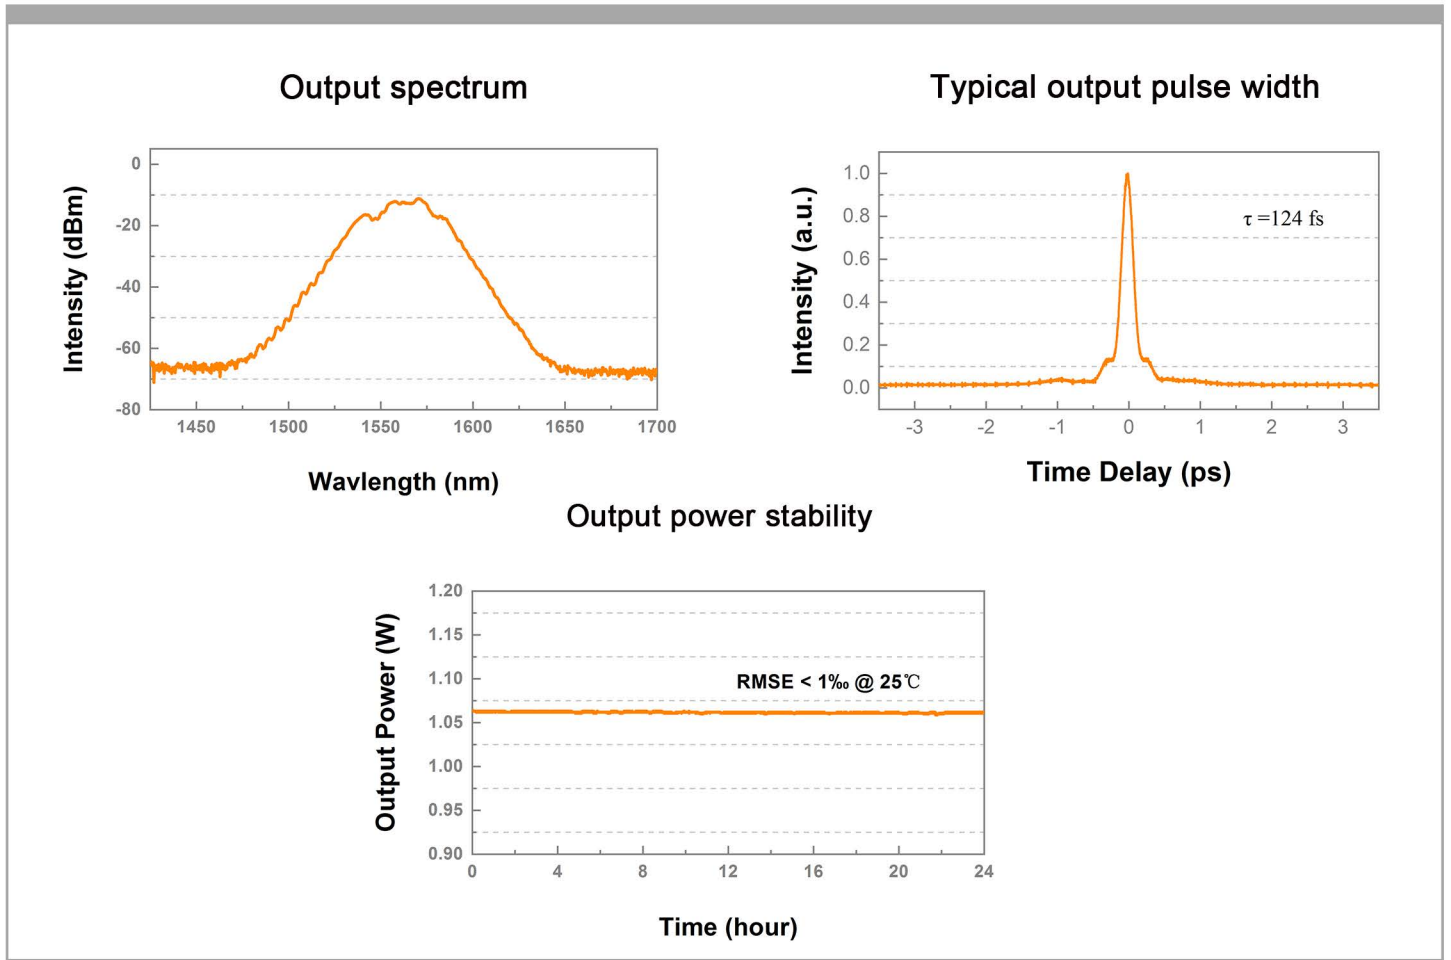 Output spectrum
Intensity (dBm)
0
-20
-40
-60
-80
1450 1500 1550 1600 1650 1700
Wavlength (nm)
Typical output pulse width
Intensity (a.u.)
1.0
0.8
0.6
0.4
0.2
0.0
τ =124 fs
-3 -2 -1 0 1 2 3
Time Delay (ps)
Output power stability
Output Power (W)
1.20
1.15
1.10
1.05
1.00
0.95
0.90
RMSE < 1‰ @ 25℃
0 4 8 12 16 20 24
Time (hour)